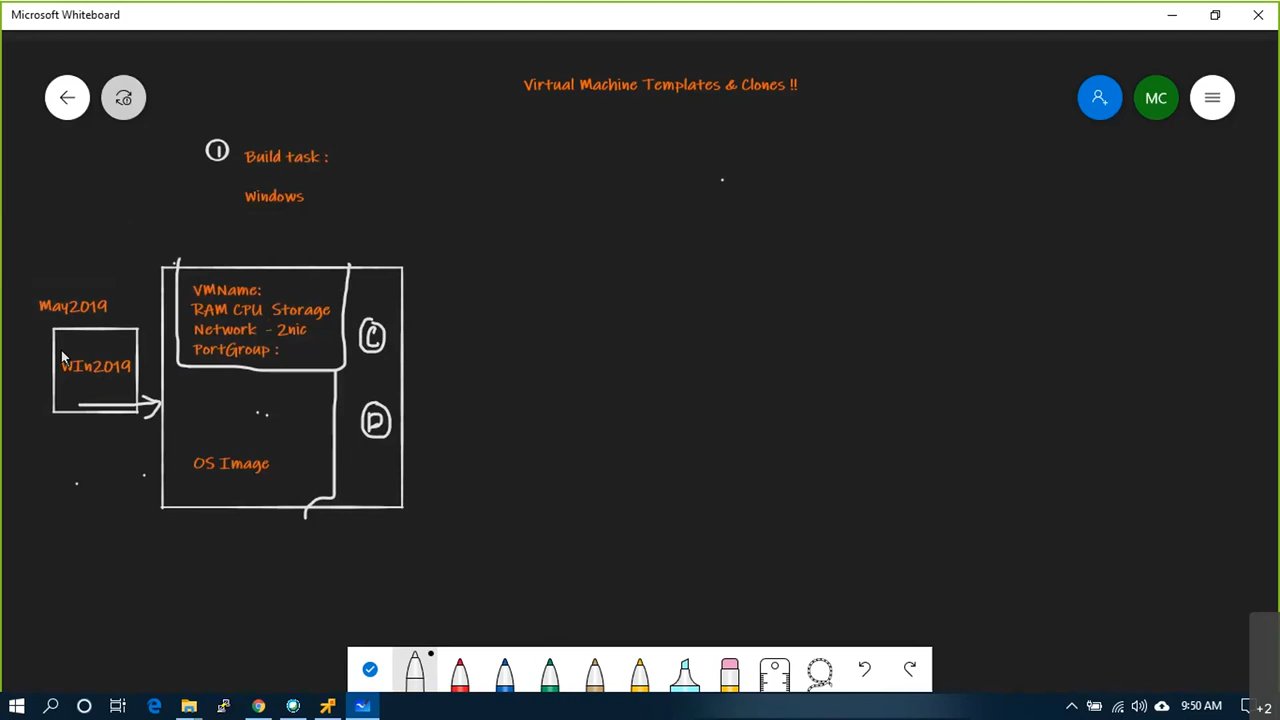 Microsoft Whiteboard
Virtual Machine Templates & Clones !!
MC
1 Build task :
Windows
May2019
WIn2019
VMName:
RAM CPU Storage
Network - 2nic
PortGroup :
C
D
OS Image
9:50 AM
+2